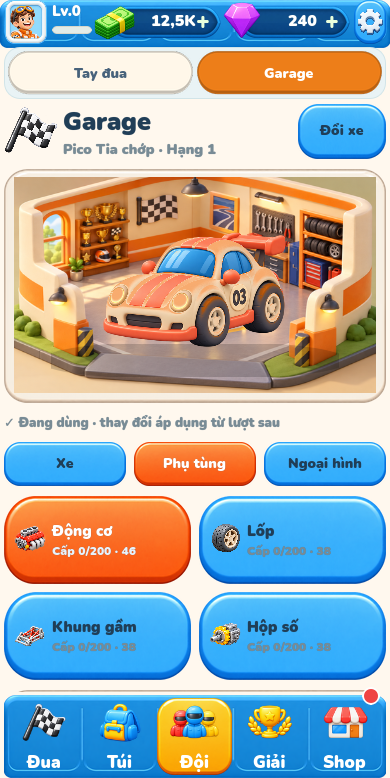 Lv.0
12,5K+
240 +
Tay đua
Garage
Garage
Pico Tia chớp · Hạng 1
Đổi xe
03
✓ Đang dùng · thay đổi áp dụng từ lượt sau
Xe
Phụ tùng
Ngoại hình
Động cơ
Cấp 0/200 · 46
Lốp
Cấp 0/200 · 38
Khung gầm
Cấp 0/200 · 38
Hộp số
Cấp 0/200 · 38
Đua
Túi
Đội
Giải
Shop